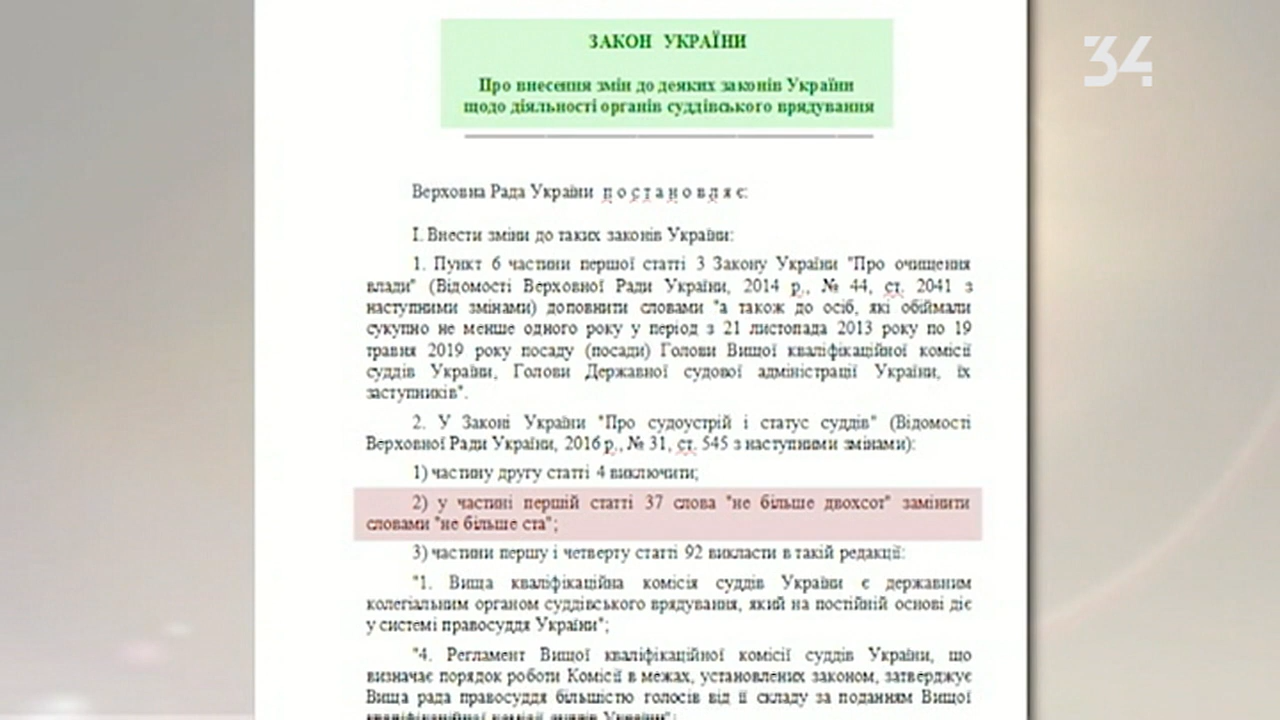 34
ЗАКОН УКРАЇНИ
Про внесення змін до деяких законів України
щодо діяльності органів суддівського врядування
Верховна Рада України п о с т а н о в л я є:
I. Внести зміни до таких законів України:
1. Пункт 6 частини першої статті 3 Закону України "Про очищення
влади" (Відомості Верховної Ради України, 2014 р., № 44, ст. 2041 з
наступними змінами) доповнити словами "а також до осіб, які обіймали
сукупно не менше одного року у період з 21 листопада 2013 року по 19
травня 2019 року посаду (посади) Голови Вищої кваліфікаційної комісії
суддів України, Голови Державної судової адміністрації України, їх
заступників".
2. У Законі України "Про судоустрій і статус суддів" (Відомості
Верховної Ради України, 2016 р., № 31, ст. 545 з наступними змінами):
1) частину другу статті 4 виключити;
2) у частині першій статті 37 слова "не більше двохсот" замінити
словами "не більше ста";
3) частини першу і четверту статті 92 викласти в такій редакції:
"1. Вища кваліфікаційна комісія суддів України є державним
колегіальним органом суддівського врядування, який на постійній основі діє
у системі правосуддя України";
"4. Регламент Вищої кваліфікаційної комісії суддів України, що
визначає порядок роботи Комісії в межах, установлених законом, затверджує
Вища рада правосуддя більшістю голосів від її складу за поданням Вищої
кваліфікаційної комісії суддів України";